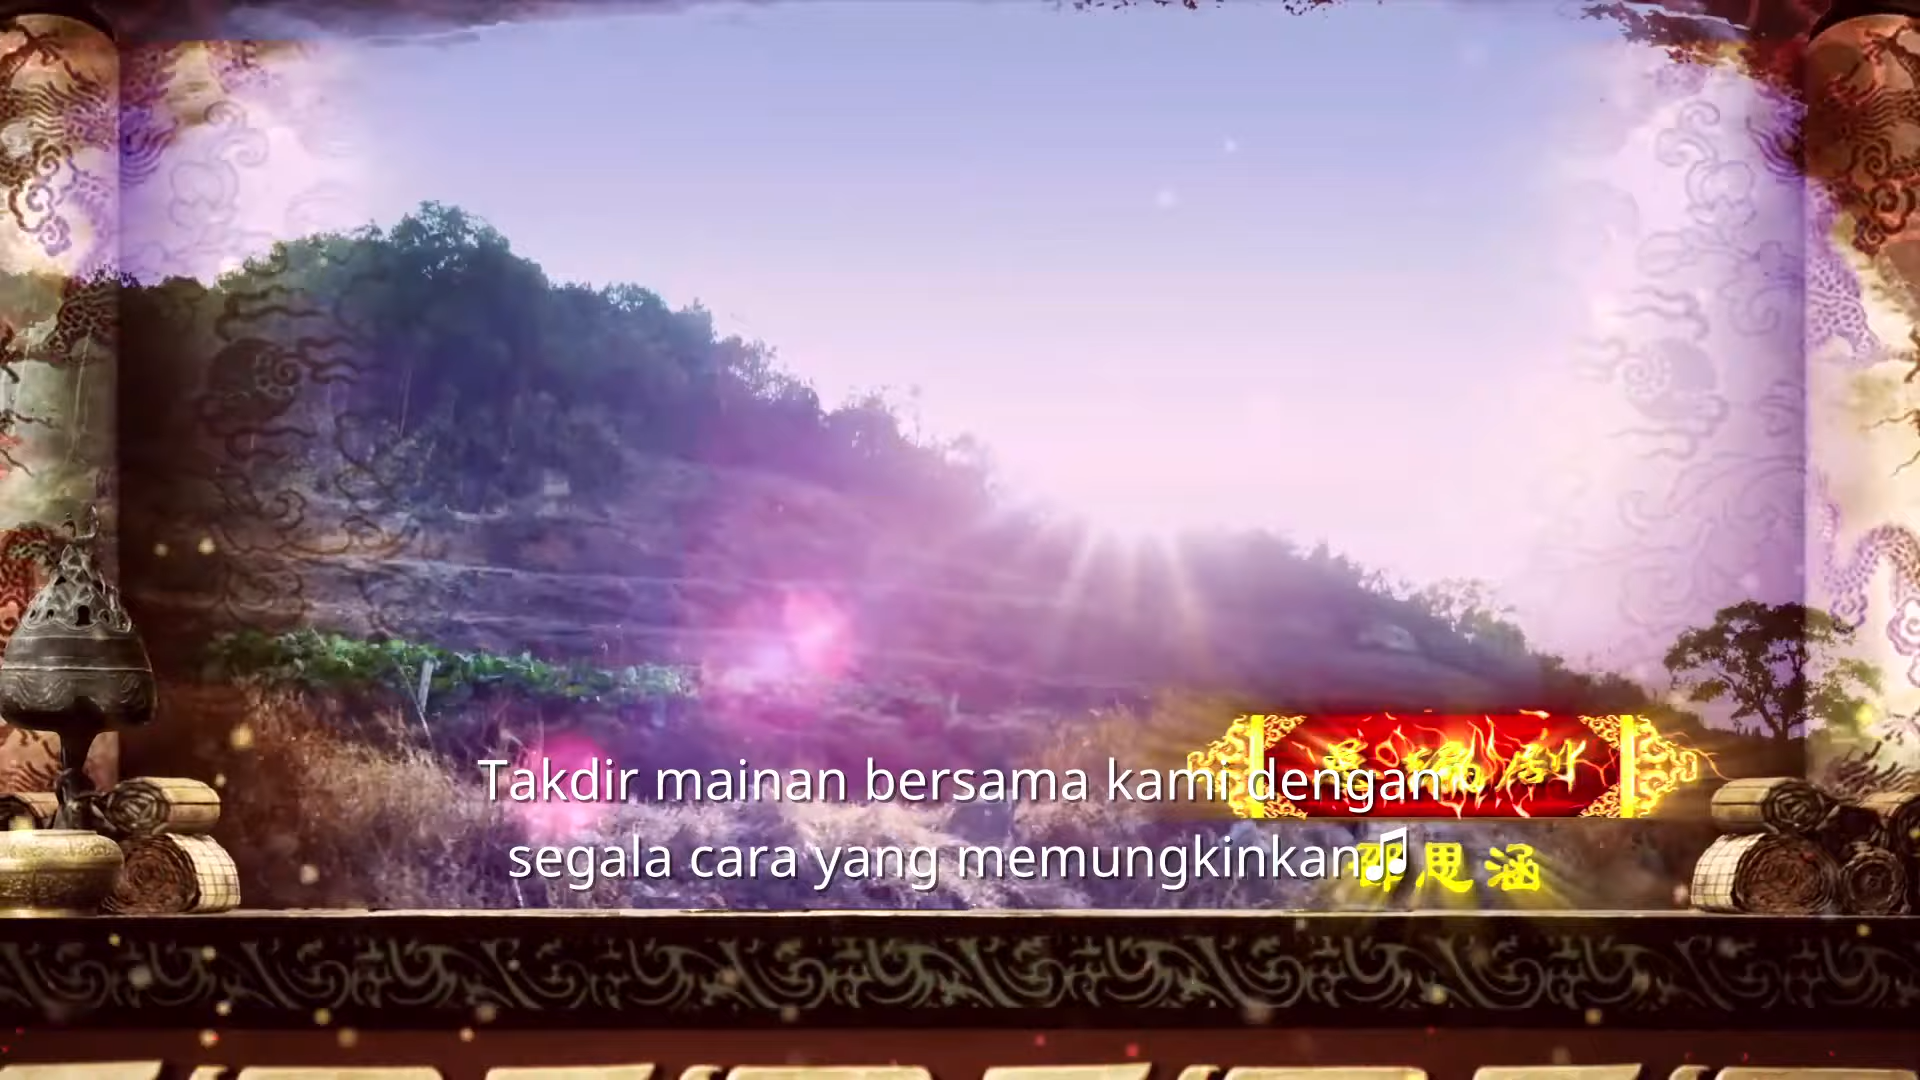 Takdir mainan bersama kami dengan
segala cara yang memungkinkan♫
思涵